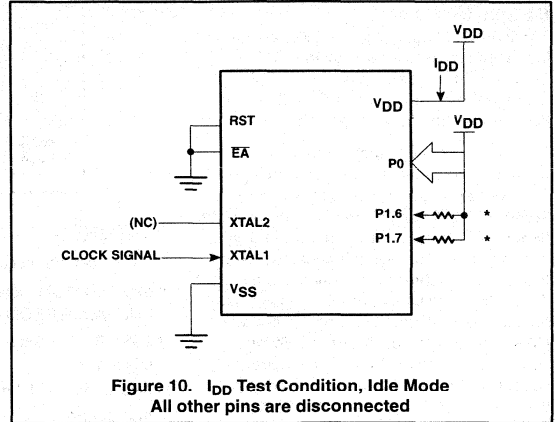 VDD
IDD
VDD
RST
VDD
EA
P0
P1.6 *
(NC) XTAL2
P1.7 *
CLOCK SIGNAL XTAL1
VSS
Figure 10. IDD Test Condition, Idle Mode
All other pins are disconnected